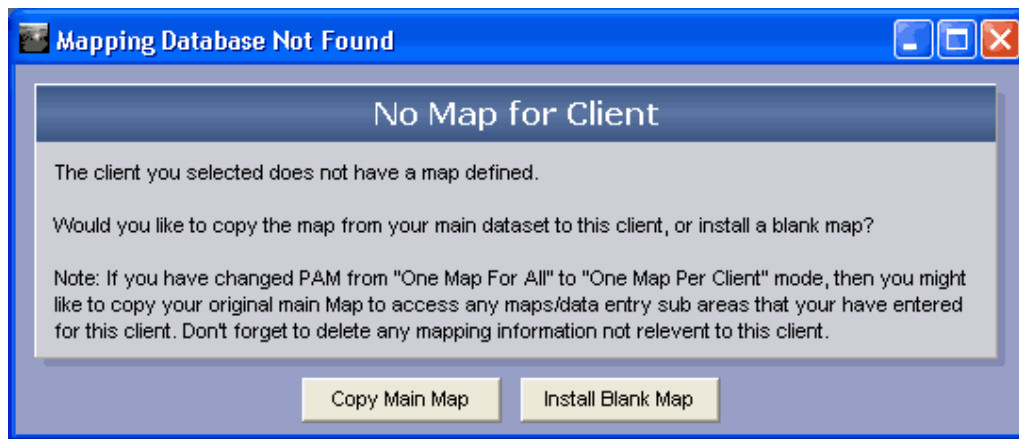 Mapping Database Not Found
No Map for Client
The client you selected does not have a map defined.
Would you like to copy the map from your main dataset to this client, or install a blank map?
Note: If you have changed PAM from "One Map For All" to "One Map Per Client" mode, then you might
like to copy your original main Map to access any maps/data entry sub areas that your have entered
for this client. Don't forget to delete any mapping information not relevent to this client.
Copy Main Map
Install Blank Map